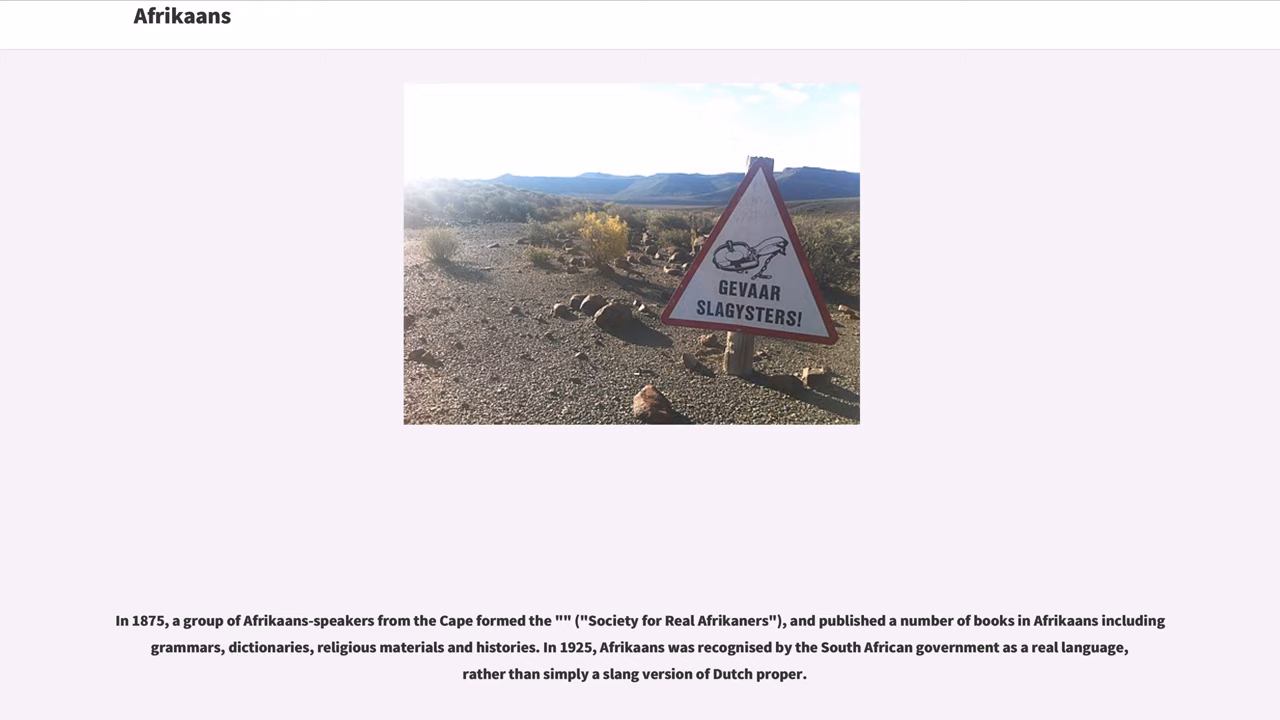 Afrikaans
GEVAAR
SLAGYSTERS!
In 1875, a group of Afrikaans-speakers from the Cape formed the "" ("Society for Real Afrikaners"), and published a number of books in Afrikaans including
grammars, dictionaries, religious materials and histories. In 1925, Afrikaans was recognised by the South African government as a real language,
rather than simply a slang version of Dutch proper.